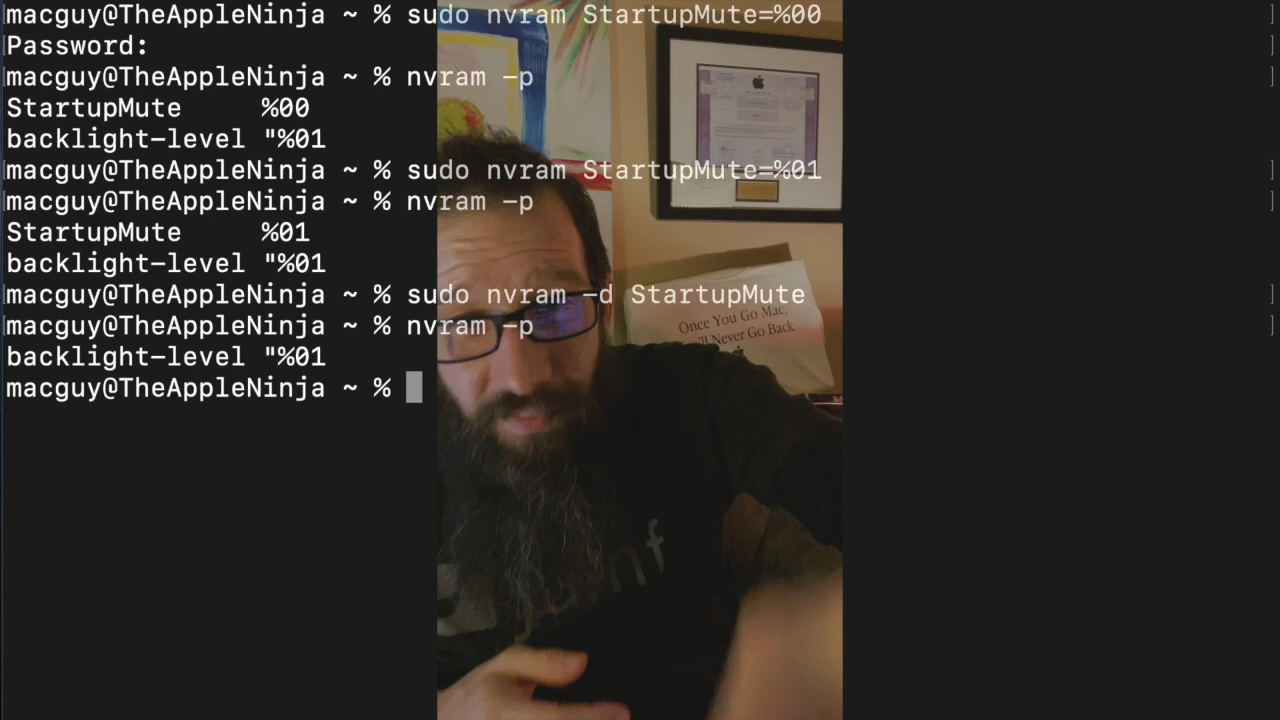 macguy@TheAppleNinja ~ % sudo nvram StartupMute=%00
Password:
macguy@TheAppleNinja ~ % nvram -p
StartupMute     %00
backlight-level "%01
macguy@TheAppleNinja ~ % sudo nvram StartupMute=%01
macguy@TheAppleNinja ~ % nvram -p
StartupMute     %01
backlight-level "%01
macguy@TheAppleNinja ~ % sudo nvram -d StartupMute
macguy@TheAppleNinja ~ % nvram -p
backlight-level "%01
macguy@TheAppleNinja ~ %
Once You Go Mac,
'll Never Go Back.